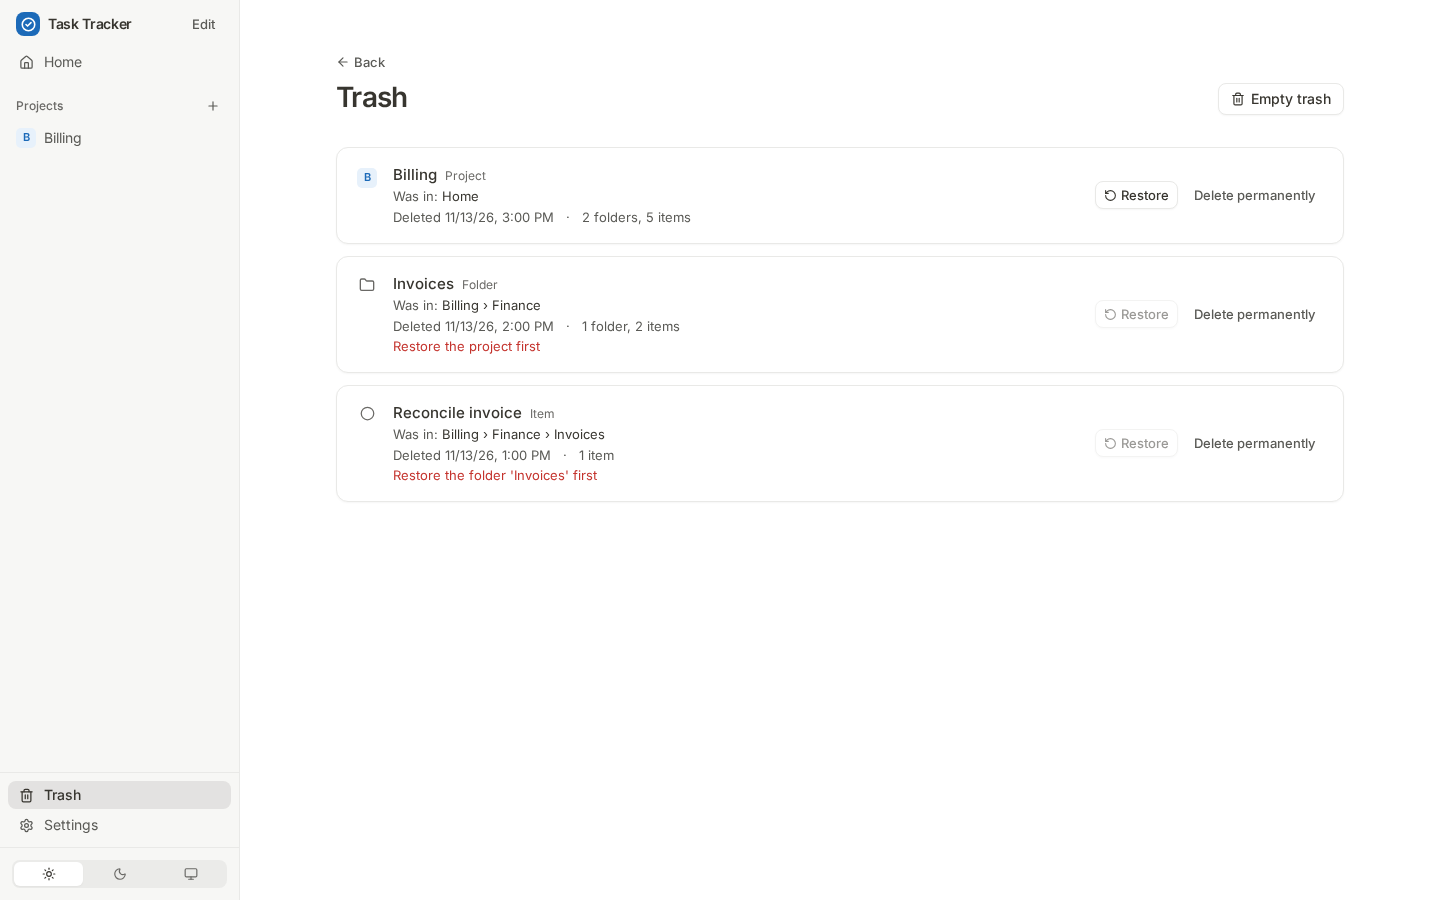 Task Tracker
Edit
Home
Projects
B Billing
Trash
Settings
Back
Trash
Empty trash
B Billing Project
Was in: Home
Deleted 11/13/26, 3:00 PM · 2 folders, 5 items
Restore Delete permanently
Invoices Folder
Was in: Billing › Finance
Deleted 11/13/26, 2:00 PM · 1 folder, 2 items
Restore the project first
Restore Delete permanently
Reconcile invoice Item
Was in: Billing › Finance › Invoices
Deleted 11/13/26, 1:00 PM · 1 item
Restore the folder 'Invoices' first
Restore Delete permanently